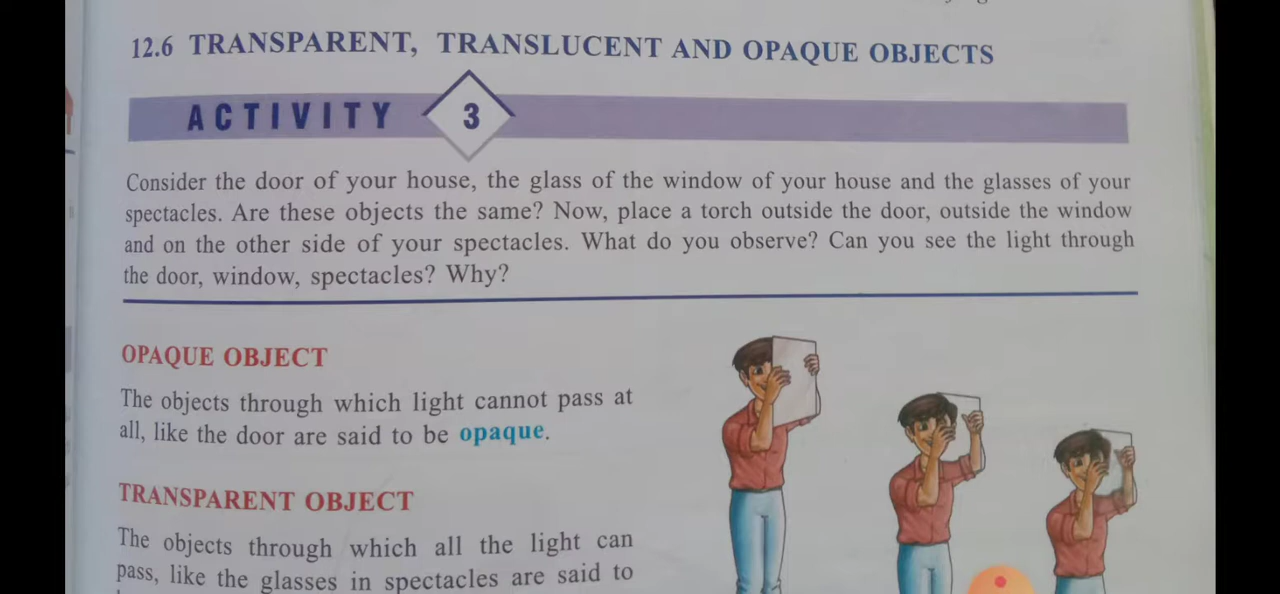 12.6 TRANSPARENT, TRANSLUCENT AND OPAQUE OBJECTS
ACTIVITY 3
Consider the door of your house, the glass of the window of your house and the glasses of your
spectacles. Are these objects the same? Now, place a torch outside the door, outside the window
and on the other side of your spectacles. What do you observe? Can you see the light through
the door, window, spectacles? Why?
OPAQUE OBJECT
The objects through which light cannot pass at
all, like the door are said to be opaque.
TRANSPARENT OBJECT
The objects through which all the light can
pass, like the glasses in spectacles are said to